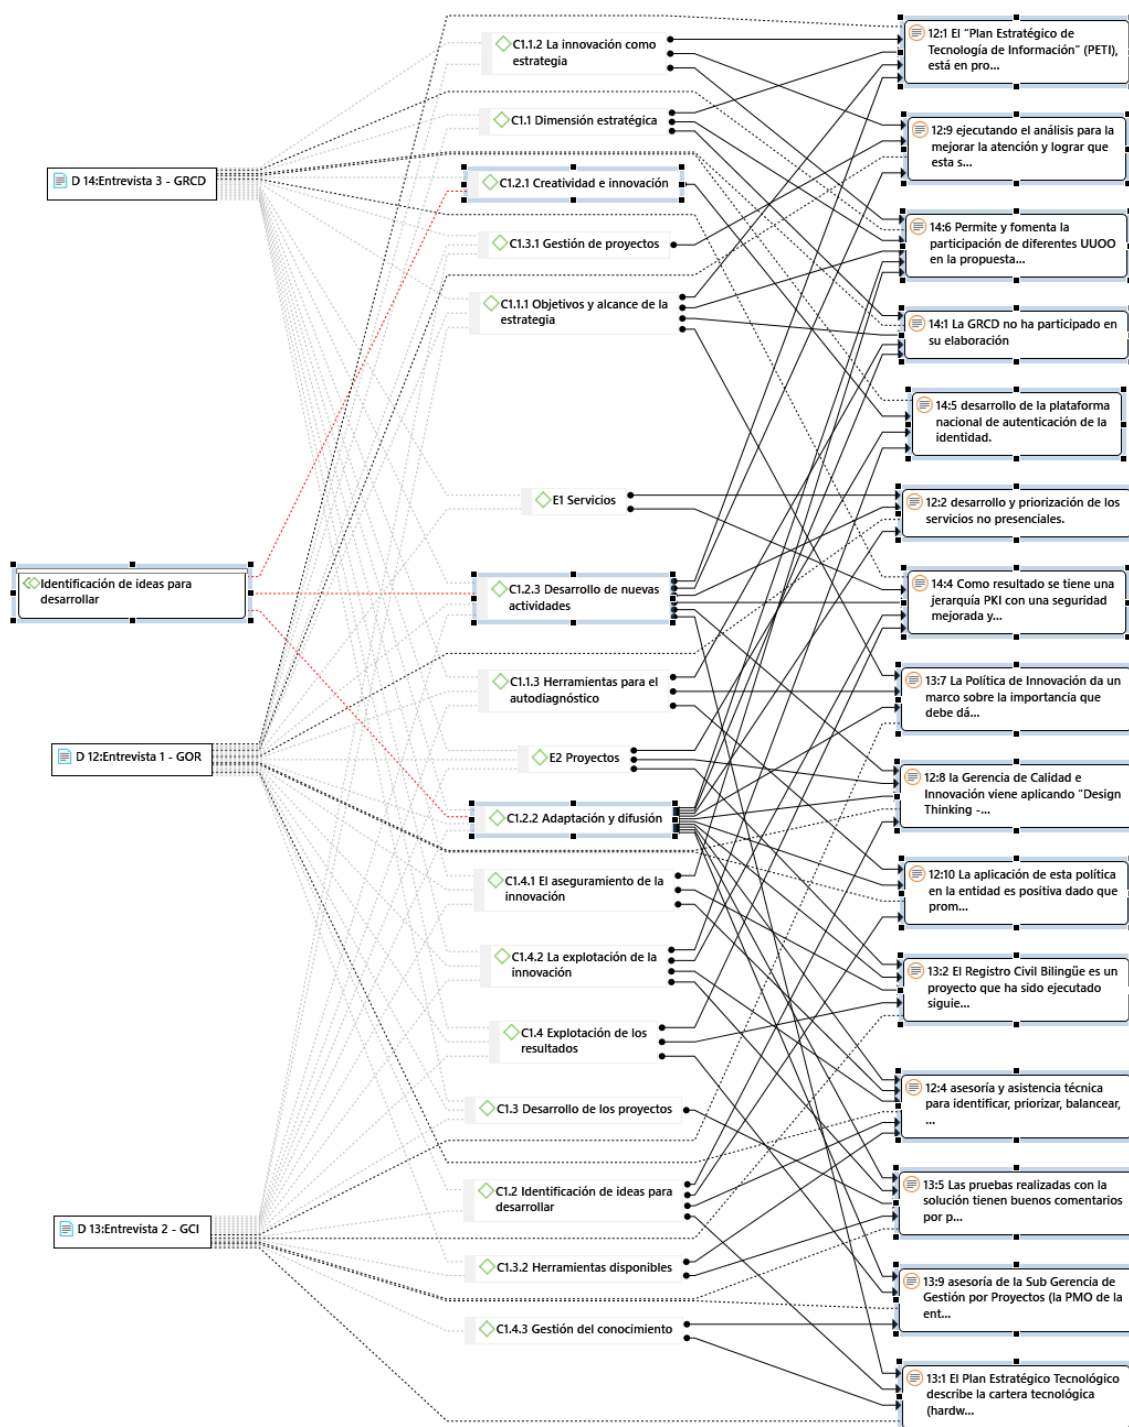 D 14:Entrevista 3 - GRCD
Identificación de ideas para
desarrollar
D 12:Entrevista 1 - GOR
D 13:Entrevista 2 - GCI
C1.1.2 La innovación como
estrategia
C1.1 Dimensión estratégica
C1.2.1 Creatividad e innovación
C1.3.1 Gestión de proyectos
C1.1.1 Objetivos y alcance de la
estrategia
E1 Servicios
C1.2.3 Desarrollo de nuevas
actividades
C1.1.3 Herramientas para el
autodiagnóstico
E2 Proyectos
C1.2.2 Adaptación y difusión
C1.4.1 El aseguramiento de la
innovación
C1.4.2 La explotación de la
innovación
C1.4 Explotación de los
resultados
C1.3 Desarrollo de los proyectos
C1.2 Identificación de ideas para
desarrollar
C1.3.2 Herramientas disponibles
C1.4.3 Gestión del conocimiento
12:1 El “Plan Estratégico de
Tecnología de Información” (PETI),
está en pro...
12:9 ejecutando el análisis para la
mejorar la atención y lograr que
esta s...
14:6 Permite y fomenta la
participación de diferentes UUOO
en la propuesta...
14:1 La GRCD no ha participado en
su elaboración
14:5 desarrollo de la plataforma
nacional de autenticación de la
identidad.
12:2 desarrollo y priorización de los
servicios no presenciales.
14:4 Como resultado se tiene una
jerarquía PKI con una seguridad
mejorada y...
13:7 La Política de Innovación da un
marco sobre la importancia que
debe dá...
12:8 la Gerencia de Calidad e
Innovación viene aplicando “Design
Thinking -...
12:10 La aplicación de esta política
en la entidad es positiva dado que
prom...
13:2 El Registro Civil Bilingüe es un
proyecto que ha sido ejecutado
siguie...
12:4 asesoría y asistencia técnica
para identificar, priorizar, balancear,
...
13:5 Las pruebas realizadas con la
solución tienen buenos comentarios
por p...
13:9 asesoría de la Sub Gerencia de
Gestión por Proyectos (la PMO de la
ent...
13:1 El Plan Estratégico Tecnológico
describe la cartera tecnológica
(hardw...